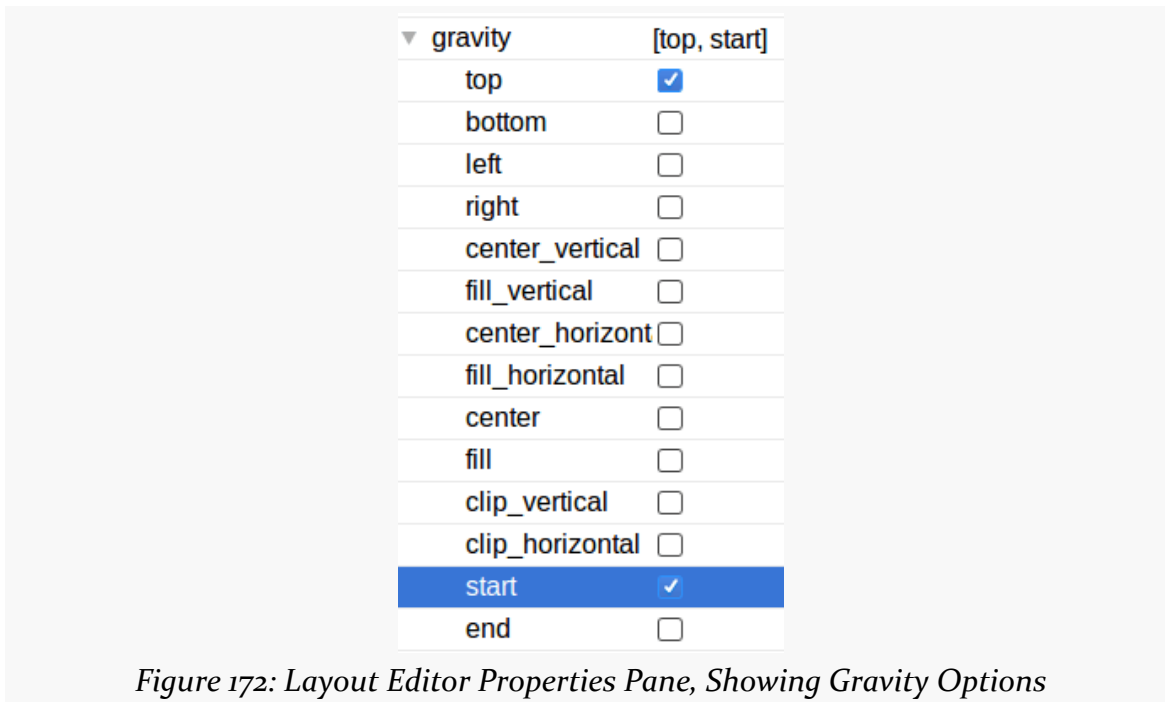 gravity [top, start]
top
bottom
left
right
center_vertical
fill_vertical
center_horizont
fill_horizontal
center
fill
clip_vertical
clip_horizontal
start
end
Figure 172: Layout Editor Properties Pane, Showing Gravity Options